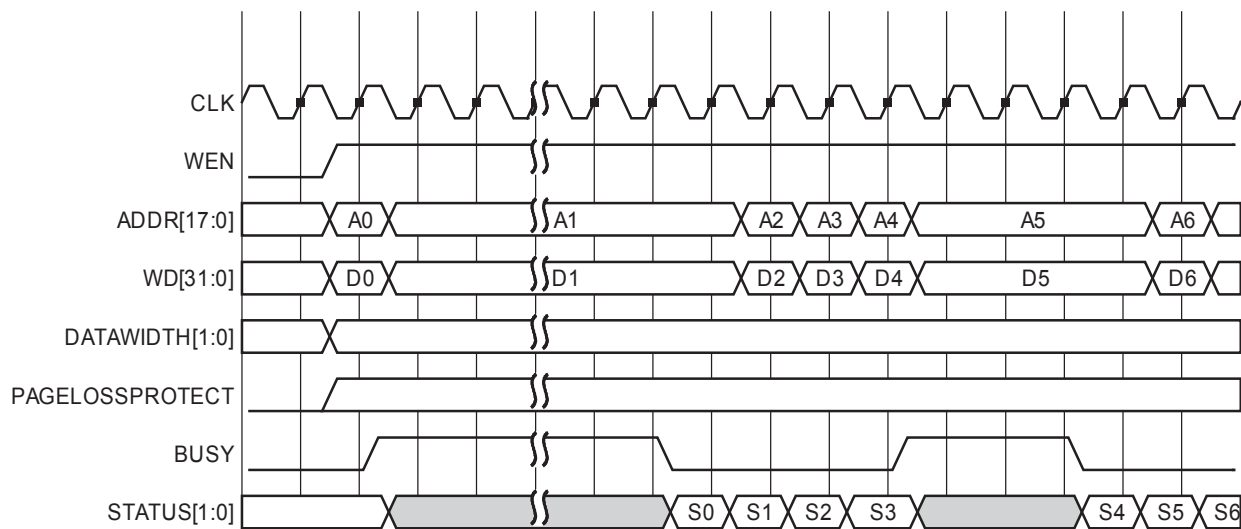 CLK
WEN
ADDR[17:0] A0 A1 A2 A3 A4 A5 A6
WD[31:0] D0 D1 D2 D3 D4 D5 D6
DATAWIDTH[1:0]
PAGELOSSPROTECT
BUSY
STATUS[1:0] S0 S1 S2 S3 S4 S5 S6